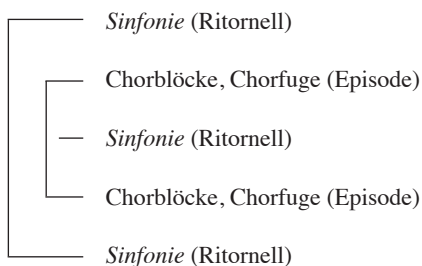 Sinfonie (Ritornell)
Chorblöcke, Chorfuge (Episode)
Sinfonie (Ritornell)
Chorblöcke, Chorfuge (Episode)
Sinfonie (Ritornell)